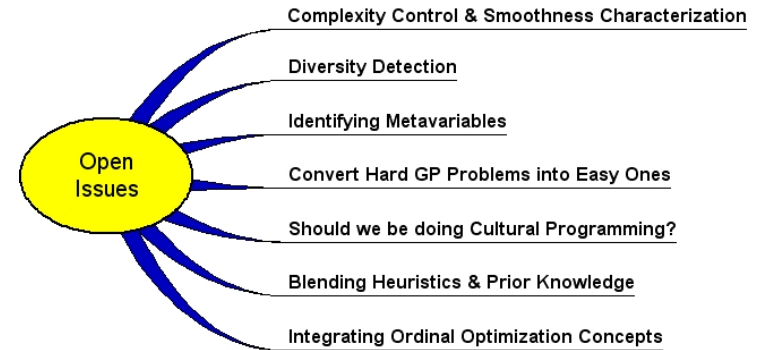 Open
Issues
Complexity Control & Smoothness Characterization
Diversity Detection
Identifying Metavariables
Convert Hard GP Problems into Easy Ones
Should we be doing Cultural Programming?
Blending Heuristics & Prior Knowledge
Integrating Ordinal Optimization Concepts